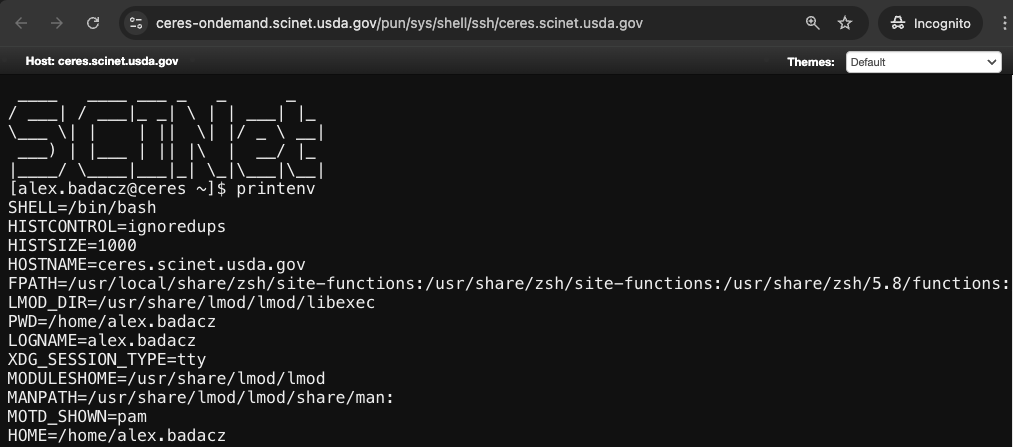 ceres-ondemand.scinet.usda.gov/pun/sys/shell/ssh/ceres.scinet.usda.gov
Incognito
Host: ceres.scinet.usda.gov
Themes: Default
SCINet
[alex.badacz@ceres ~]$ printenv
SHELL=/bin/bash
HISTCONTROL=ignoredups
HISTSIZE=1000
HOSTNAME=ceres.scinet.usda.gov
FPATH=/usr/local/share/zsh/site-functions:/usr/share/zsh/site-functions:/usr/share/zsh/5.8/functions:
LMOD_DIR=/usr/share/lmod/lmod/libexec
PWD=/home/alex.badacz
LOGNAME=alex.badacz
XDG_SESSION_TYPE=tty
MODULESHOME=/usr/share/lmod/lmod
MANPATH=/usr/share/lmod/lmod/share/man:
MOTD_SHOWN=pam
HOME=/home/alex.badacz